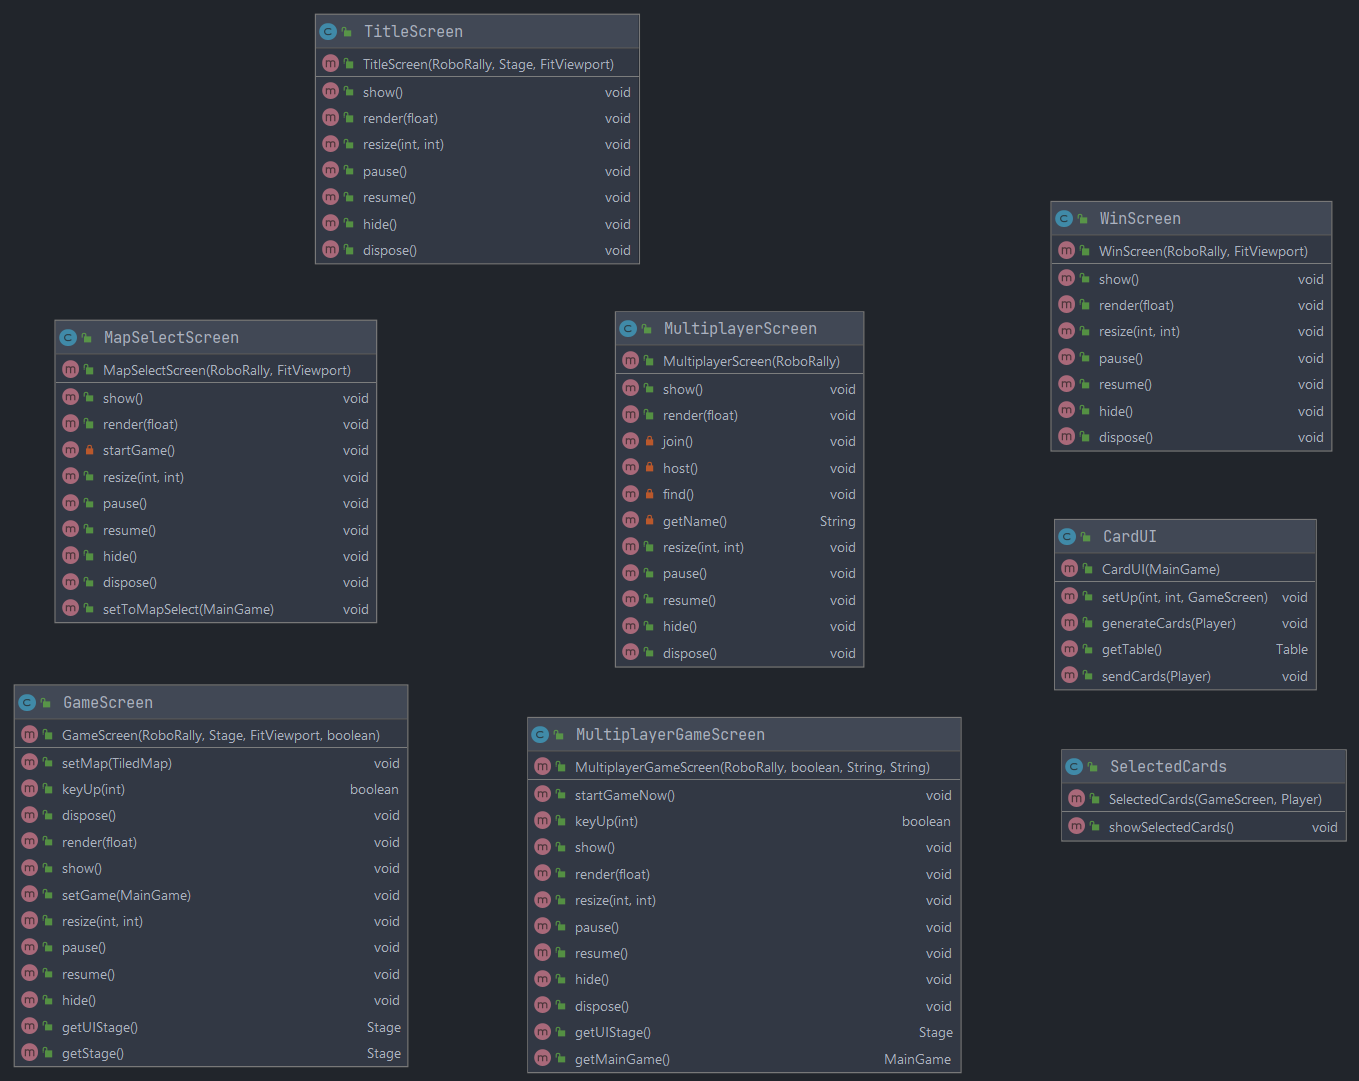 TitleScreen
TitleScreen(RoboRally, Stage, FitViewport)
show() void
render(float) void
resize(int, int) void
pause() void
resume() void
hide() void
dispose() void
WinScreen
WinScreen(RoboRally, FitViewport)
show() void
render(float) void
resize(int, int) void
pause() void
resume() void
hide() void
dispose() void
MapSelectScreen
MapSelectScreen(RoboRally, FitViewport)
show() void
render(float) void
startGame() void
resize(int, int) void
pause() void
resume() void
hide() void
dispose() void
setToMapSelect(MainGame) void
MultiplayerScreen
MultiplayerScreen(RoboRally)
show() void
render(float) void
join() void
host() void
find() void
getName() String
resize(int, int) void
pause() void
resume() void
hide() void
dispose() void
CardUI
CardUI(MainGame)
setUp(int, int, GameScreen) void
generateCards(Player) void
getTable() Table
sendCards(Player) void
GameScreen
GameScreen(RoboRally, Stage, FitViewport, boolean)
setMap(TiledMap) void
keyUp(int) boolean
dispose() void
render(float) void
show() void
setGame(MainGame) void
resize(int, int) void
pause() void
resume() void
hide() void
getUIStage() Stage
getStage() Stage
MultiplayerGameScreen
MultiplayerGameScreen(RoboRally, boolean, String, String)
startGameNow() void
keyUp(int) boolean
show() void
render(float) void
resize(int, int) void
pause() void
resume() void
hide() void
dispose() void
getUIStage() Stage
getMainGame() MainGame
SelectedCards
SelectedCards(GameScreen, Player)
showSelectedCards() void